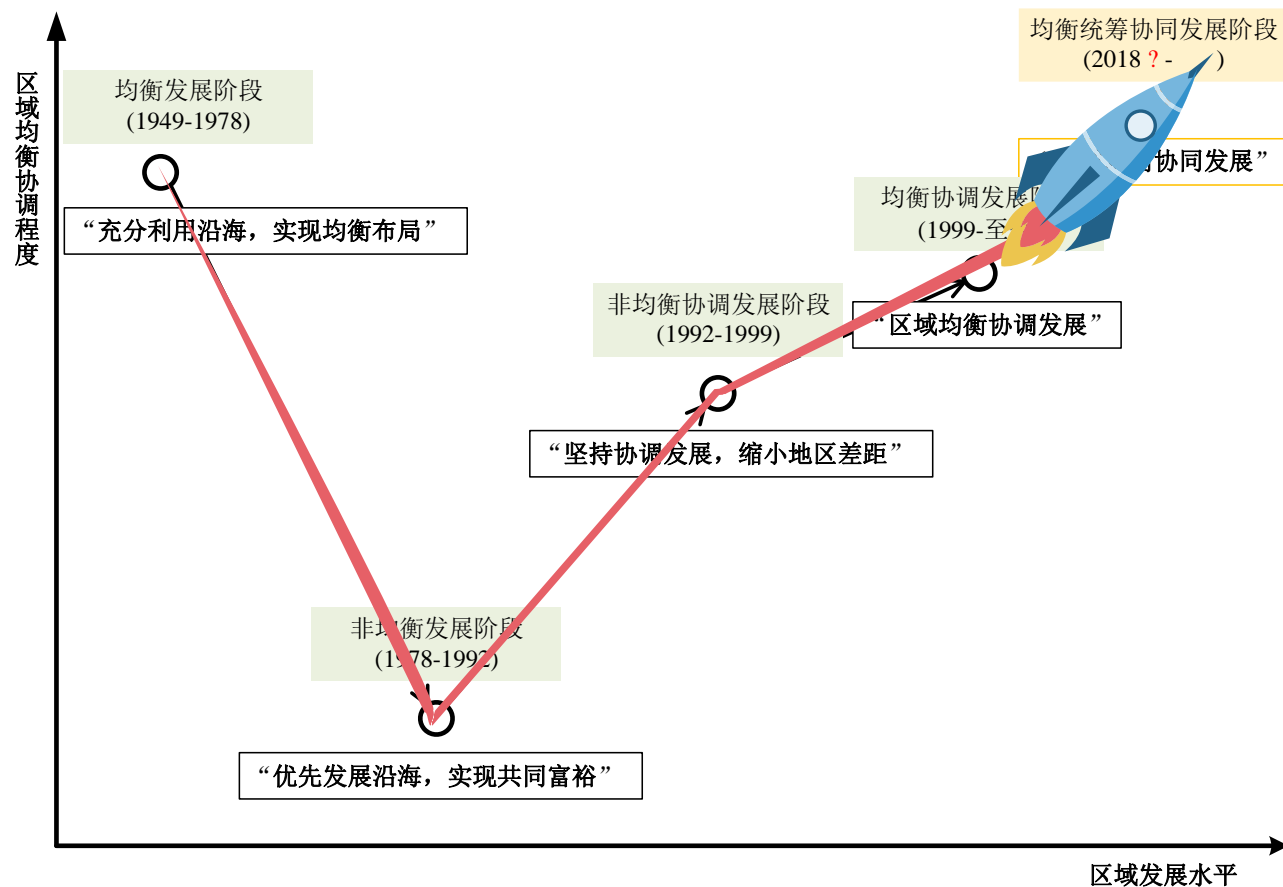 区域均衡协调程度
均衡发展阶段
(1949-1978)
“充分利用沿海，实现均衡布局”
非均衡发展阶段
(1978-1992)
“优先发展沿海，实现共同富裕”
非均衡协调发展阶段
(1992-1999)
“坚持协调发展，缩小地区差距”
均衡协调发展阶
(1999-至
“区域均衡协调发展”
均衡统筹协同发展阶段
(2018 ? - )
协同发展”
区域发展水平